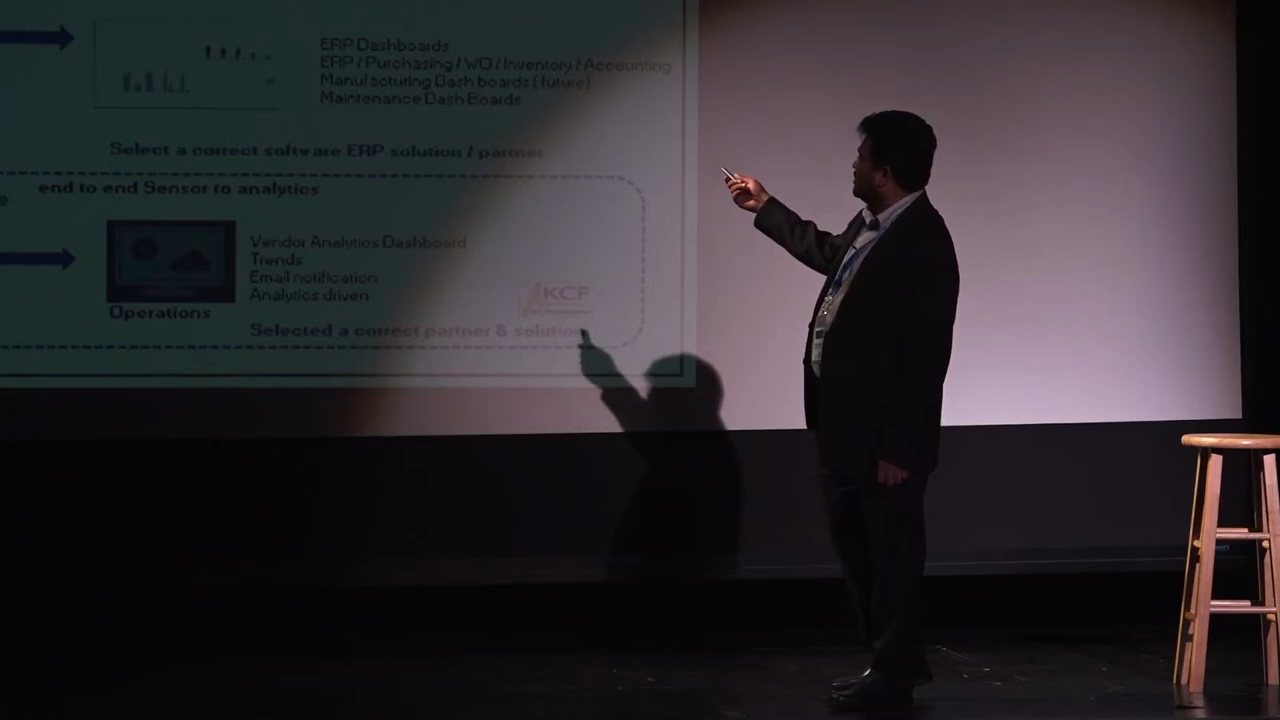 ERP Dashboards
ERP / Purchasing / WO / Inventory / Accounting
Manufacturing Dash boards ( future)
Maintenance Dash Boards
Select a correct software ERP solution / partner
end to end Sensor to analytics
Vendor Analytics Dashboard
Trends
Email notification
Analytics driven
KCF
Operations
Selected a correct partner & solution